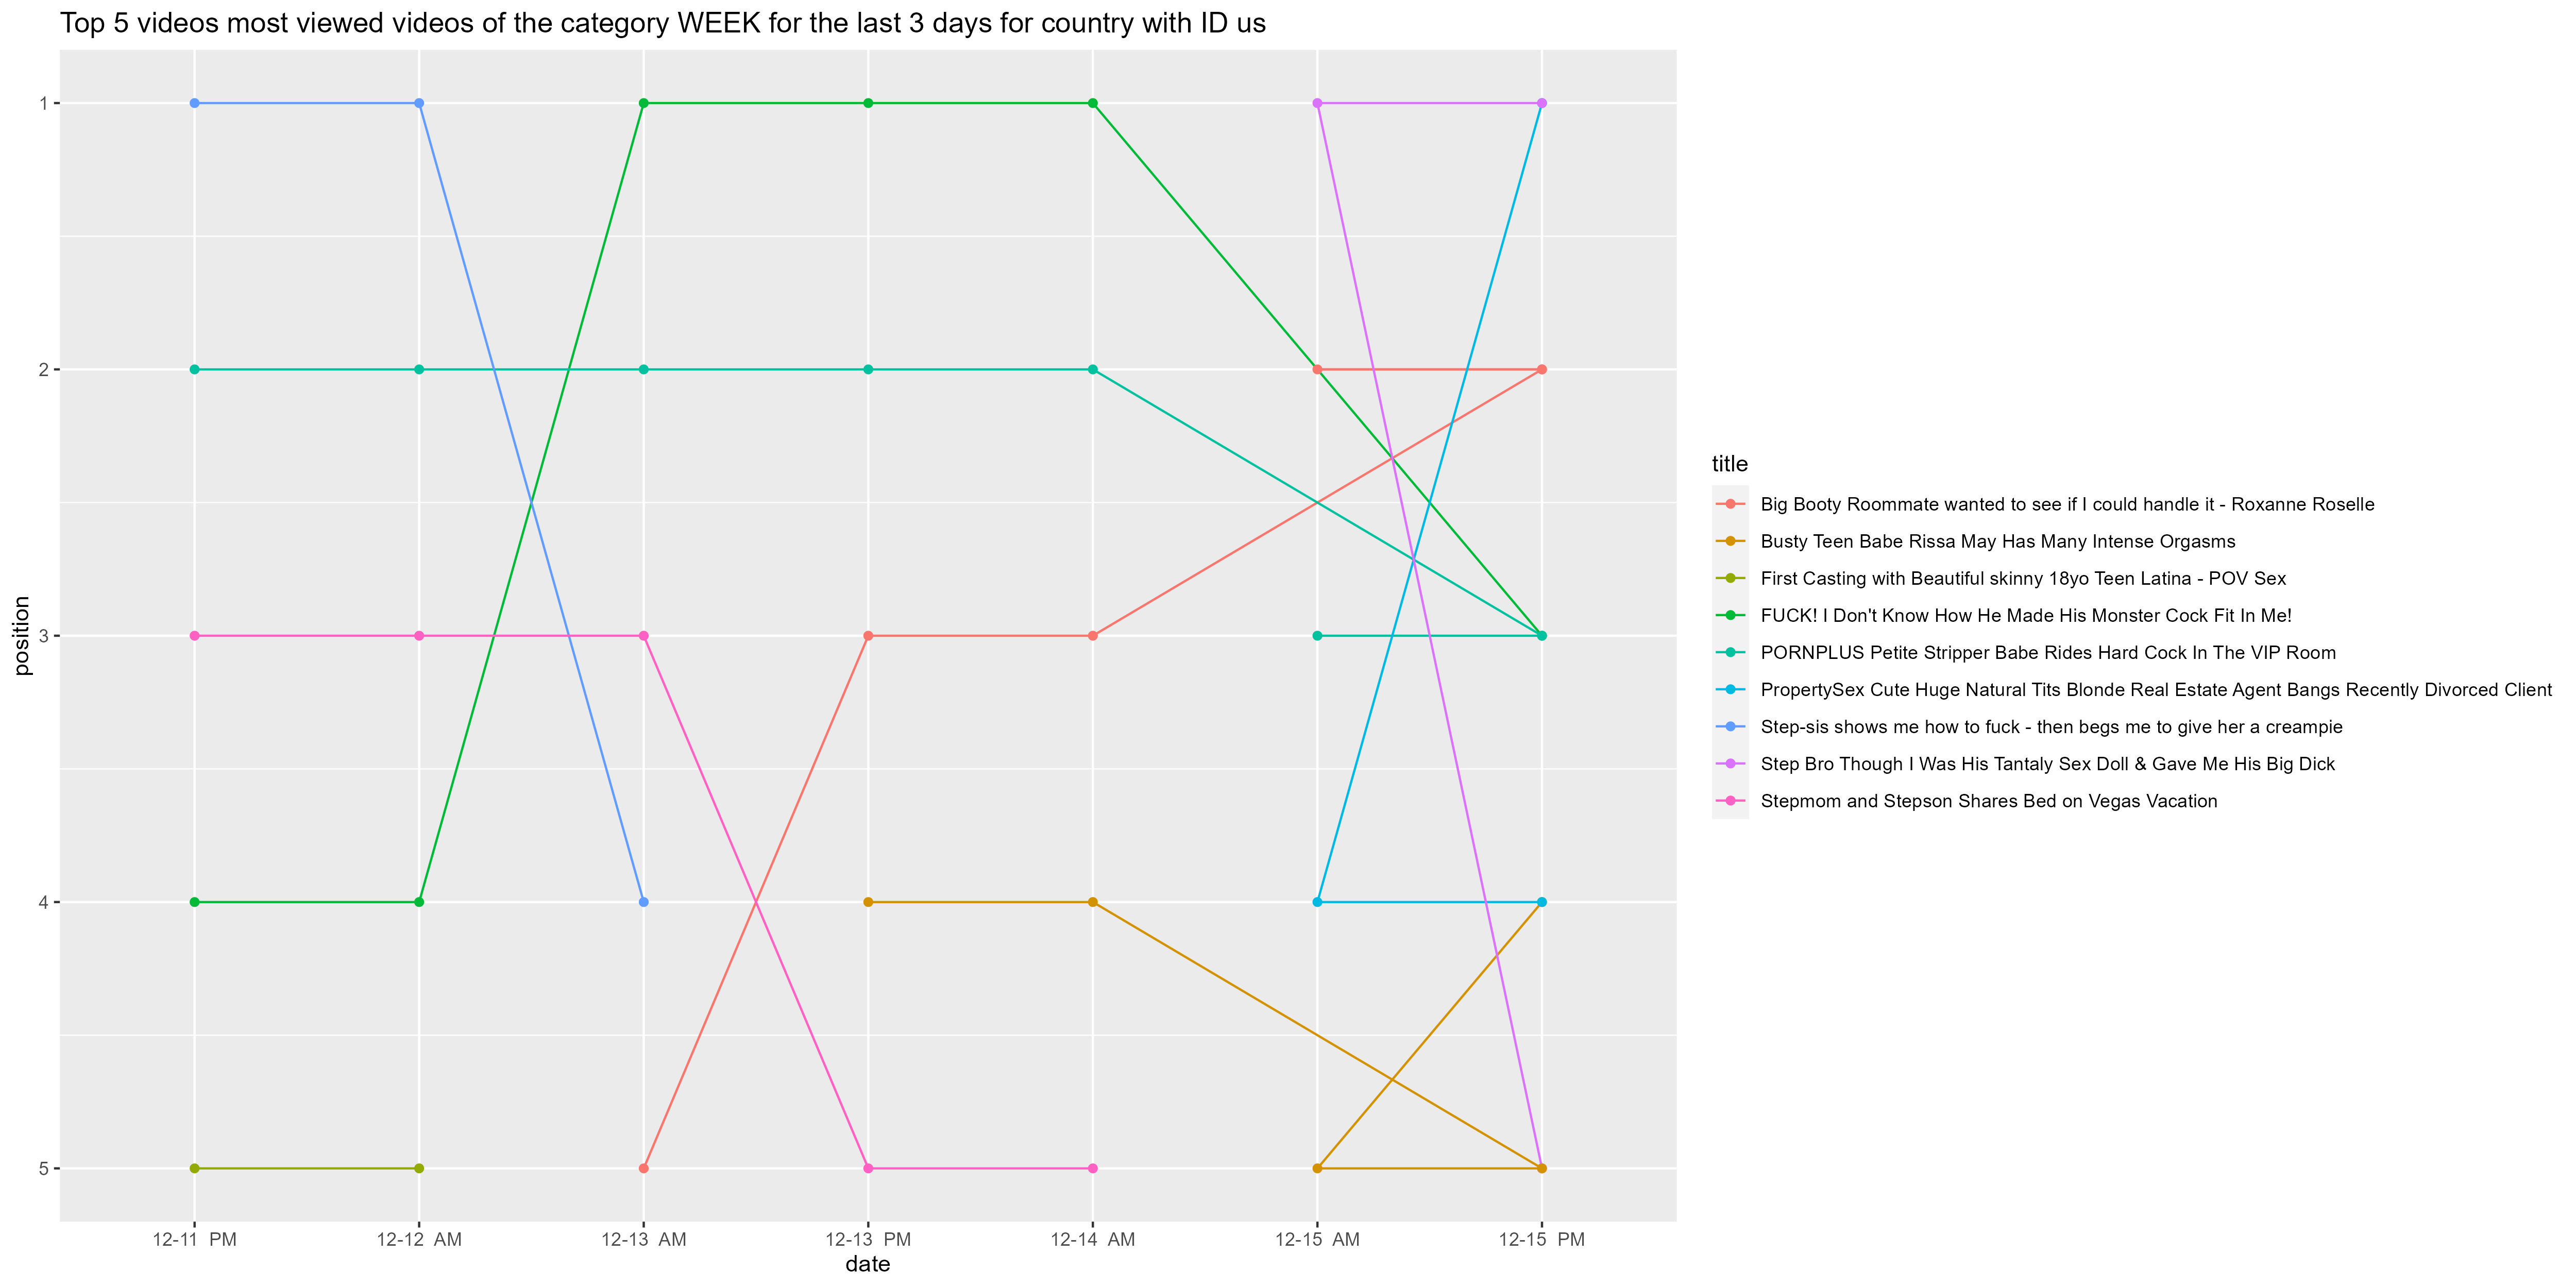 Top 5 videos most viewed videos of the category WEEK for the last 3 days for country with ID us
position
1
2
3
4
5
12-11 PM
12-12 AM
12-13 AM
12-13 PM
12-14 AM
12-15 AM
12-15 PM
date
title
Big Booty Roommate wanted to see if I could handle it - Roxanne Roselle
Busty Teen Babe Rissa May Has Many Intense Orgasms
First Casting with Beautiful skinny 18yo Teen Latina - POV Sex
FUCK! I Don't Know How He Made His Monster Cock Fit In Me!
PORNPLUS Petite Stripper Babe Rides Hard Cock In The VIP Room
PropertySex Cute Huge Natural Tits Blonde Real Estate Agent Bangs Recently Divorced Client
Step-sis shows me how to fuck - then begs me to give her a creampie
Step Bro Though I Was His Tantaly Sex Doll & Gave Me His Big Dick
Stepmom and Stepson Shares Bed on Vegas Vacation